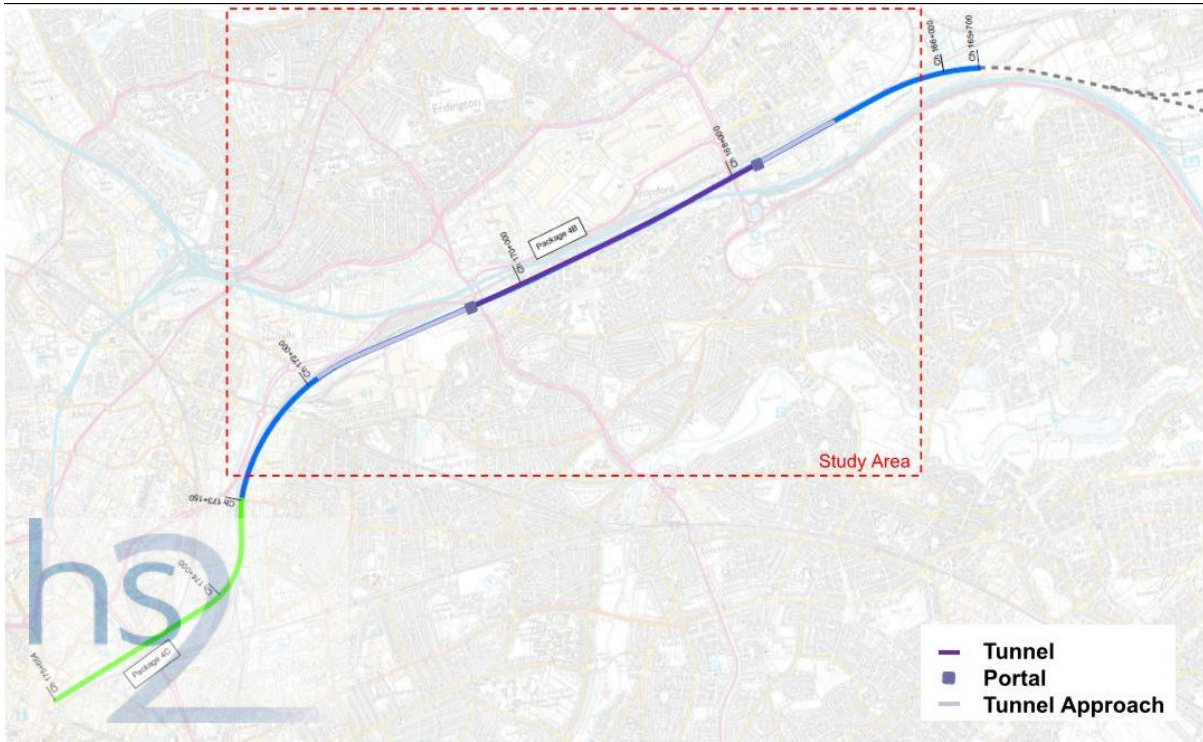 Ch 166+000
Ch 165+700
Erdington
Ch 168+000
Bromford
Package 4B
Ch 170+000
Ch 172+000
Study Area
Ch 173+150
hs2
Ch 174+000
Package 4C
Tunnel
Portal
Tunnel Approach